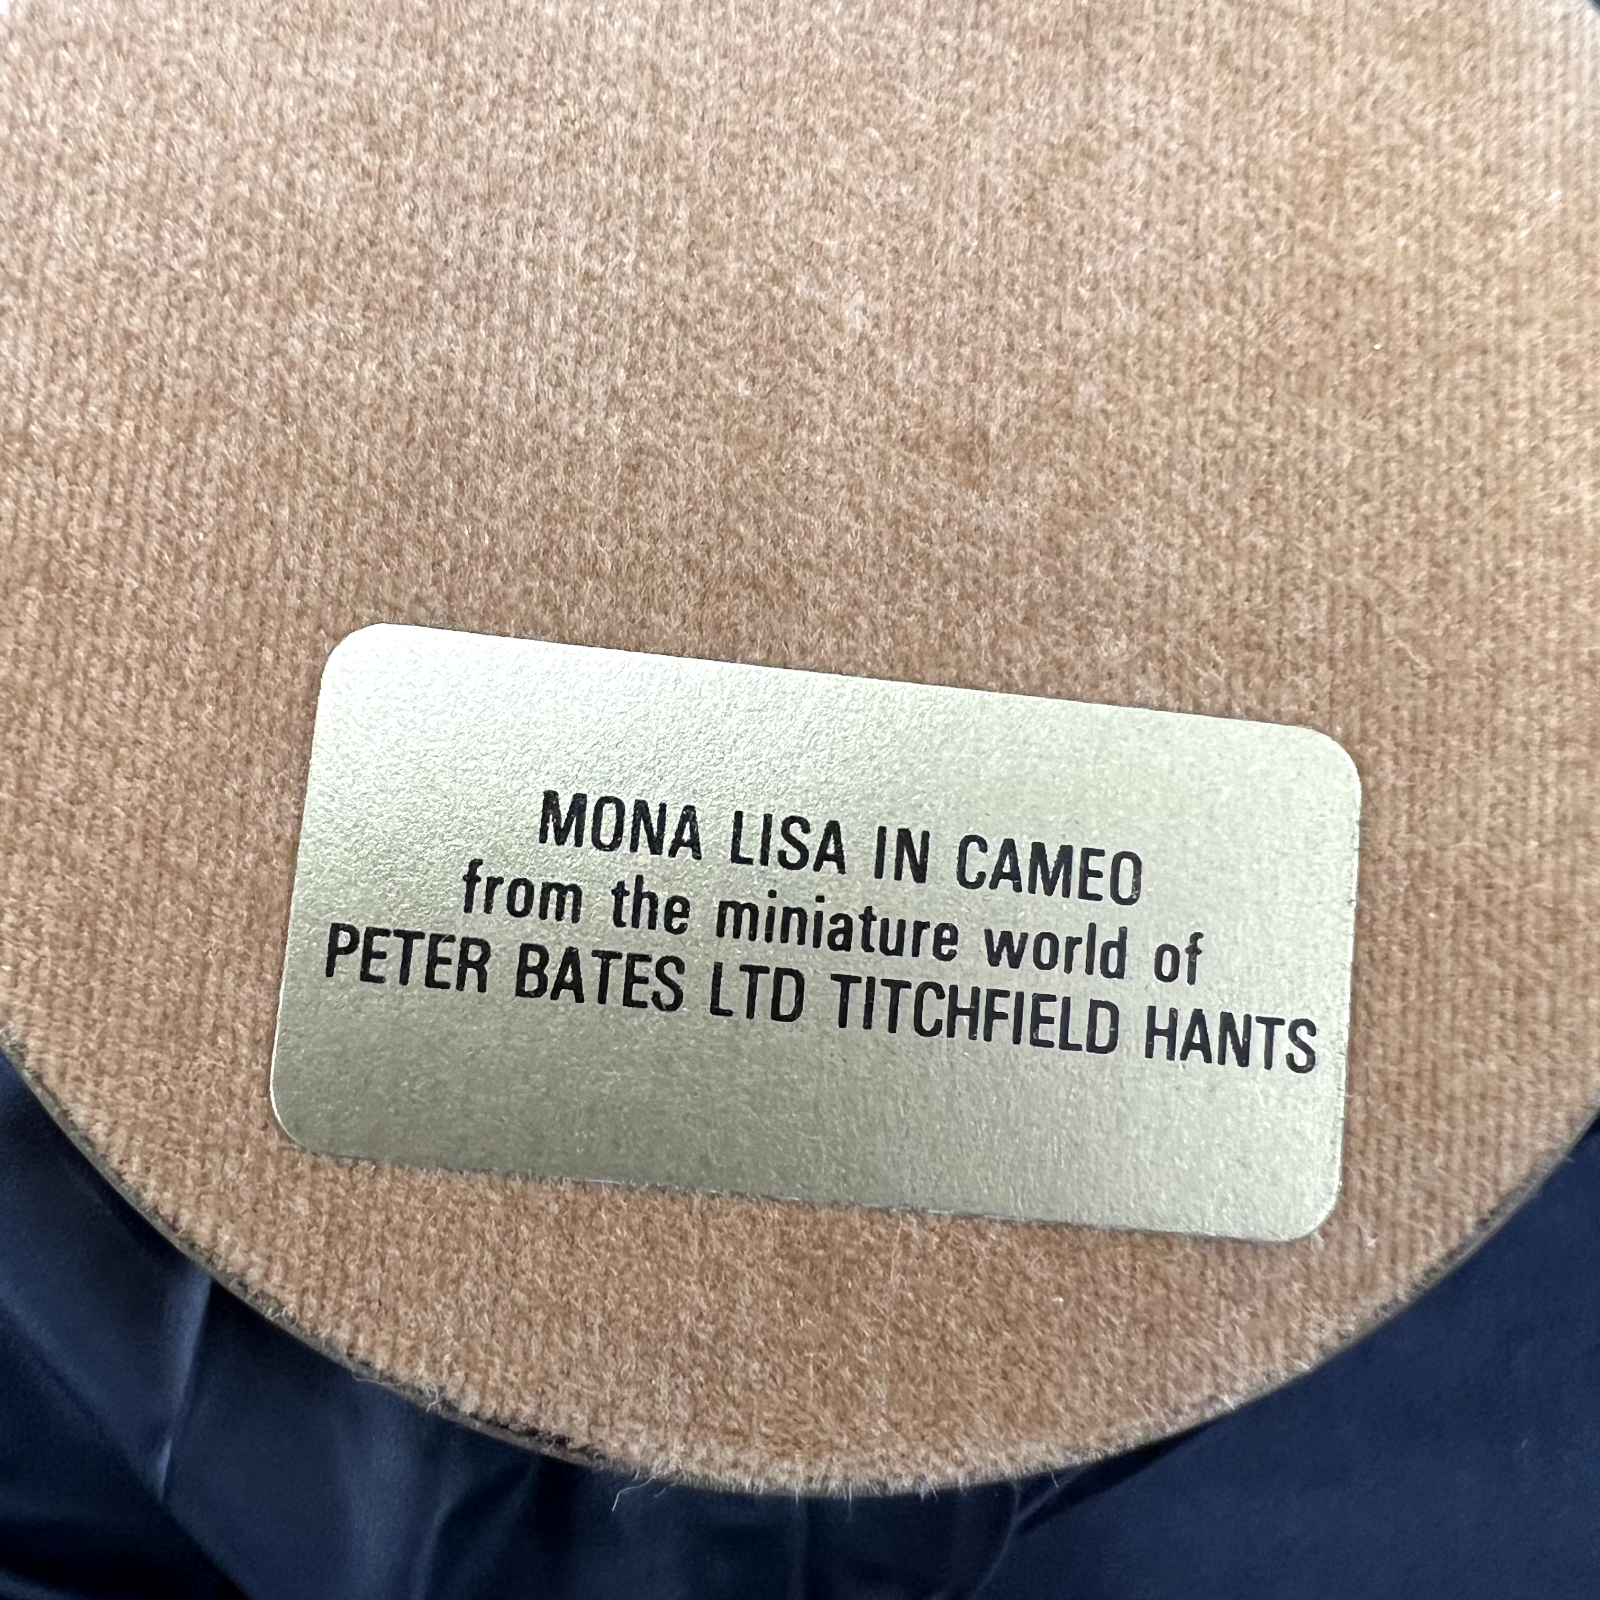 MONA LISA IN CAMEO
from the miniature world of
PETER BATES LTD TITCHFIELD HANTS